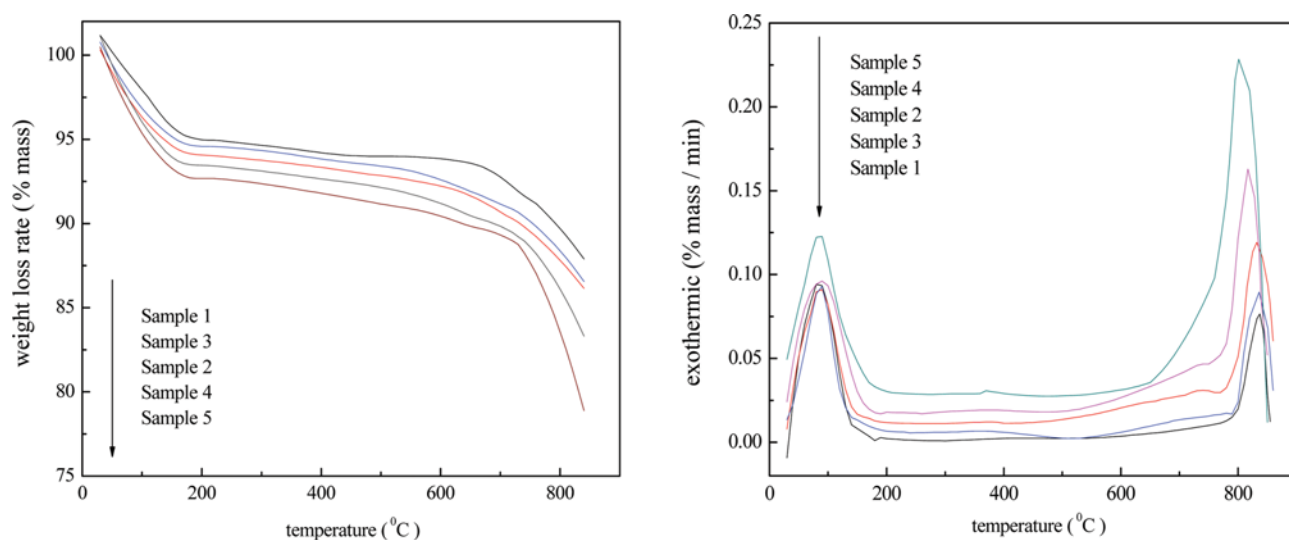 100
95
90
85
80
75
0
200
400
600
800
weight loss rate ( % mass)
temperature ( ⁰C)
Sample 1
Sample 3
Sample 2
Sample 4
Sample 5
0.25
0.20
0.15
0.10
0.05
0.00
0
200
400
600
800
exothermic (% mass / min)
temperature ( ⁰C)
Sample 5
Sample 4
Sample 2
Sample 3
Sample 1